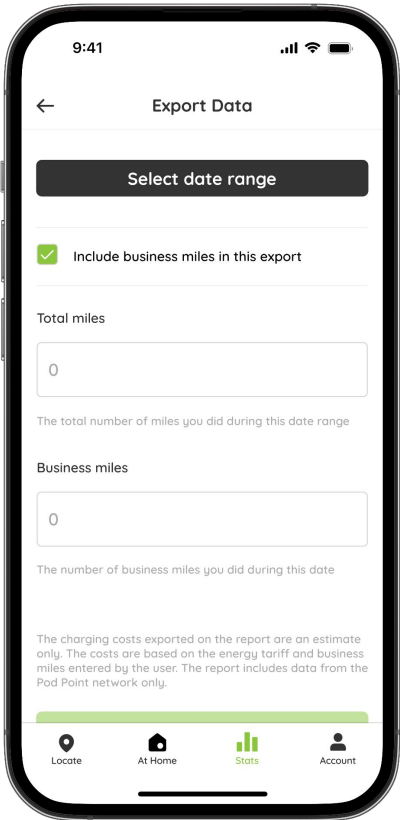 9:41
Export Data
Select date range
Include business miles in this export
Total miles
0
The total number of miles you did during this date range
Business miles
0
The number of business miles you did during this date
The charging costs exported on the report are an estimate
only. The costs are based on the energy tariff and business
miles entered by the user. The report includes data from the
Pod Point network only.
Locate
At Home
Stats
Account